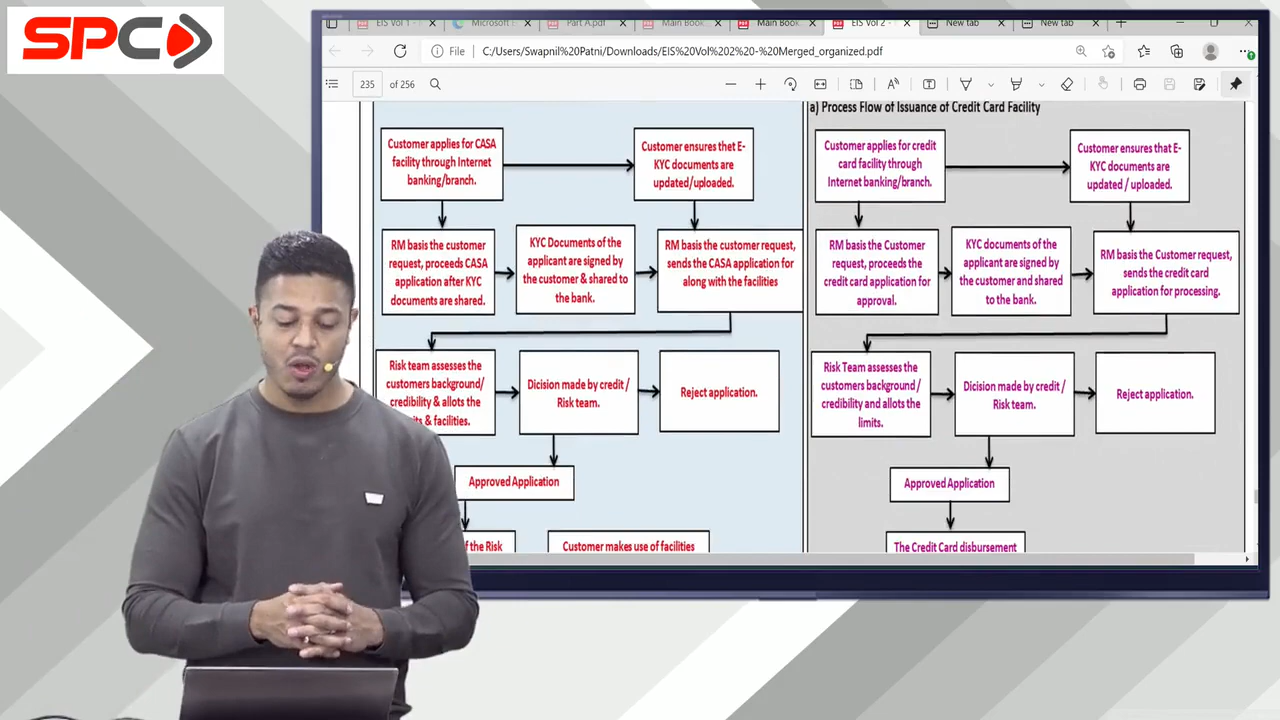 SPC
EIS Vol 1 -
Microsoft
Part A.pdf
Main Book
Main Book
EIS Vol 2 -
New tab
New tab
File
C:/Users/Swapnil%20Patni/Downloads/EIS%20Vol%202%20-%20Merged_organized.pdf
235
of 256
a) Process Flow of Issuance of Credit Card Facility
Customer applies for CASA
facility through Internet
banking/branch.
Customer ensures that E-
KYC documents are
updated/uploaded.
RM basis the customer
request, proceeds CASA
application after KYC
documents are shared.
KYC Documents of the
applicant are signed by
the customer & shared to
the bank.
RM basis the customer request,
sends the CASA application for
along with the facilities
Risk team assesses the
customers background/
credibility & allots the
& facilities.
Dicision made by credit /
Risk team.
Reject application.
Approved Application
of the Risk
Customer makes use of facilities
Customer applies for credit
card facility through
Internet banking/branch.
Customer ensures that E-
KYC documents are
updated / uploaded.
RM basis the Customer
request, proceeds the
credit card application for
approval.
KYC documents of the
applicant are signed by
the customer and shared
to the bank.
RM basis the Customer request,
sends the credit card
application for processing.
Risk Team assesses the
customers background/
credibility and allots the
limits.
Dicision made by credit /
Risk team.
Reject application.
Approved Application
The Credit Card disbursement